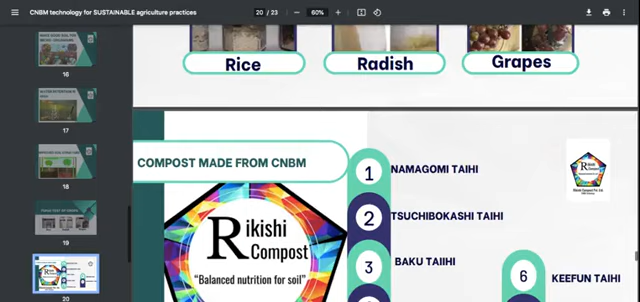 CNBM technology for SUSTAINABLE agriculture practices
20 / 23
60%
16
17
18
19
20
Rice
Radish
Grapes
COMPOST MADE FROM CNBM
Rikishi
Compost
"Balanced nutrition for soil"
1
NAMAGOMI TAIHI
2
TSUCHIBOKASHI TAIHI
3
BAKU TAIIHI
6
KEEFUN TAIHI
Rikishi
Compost